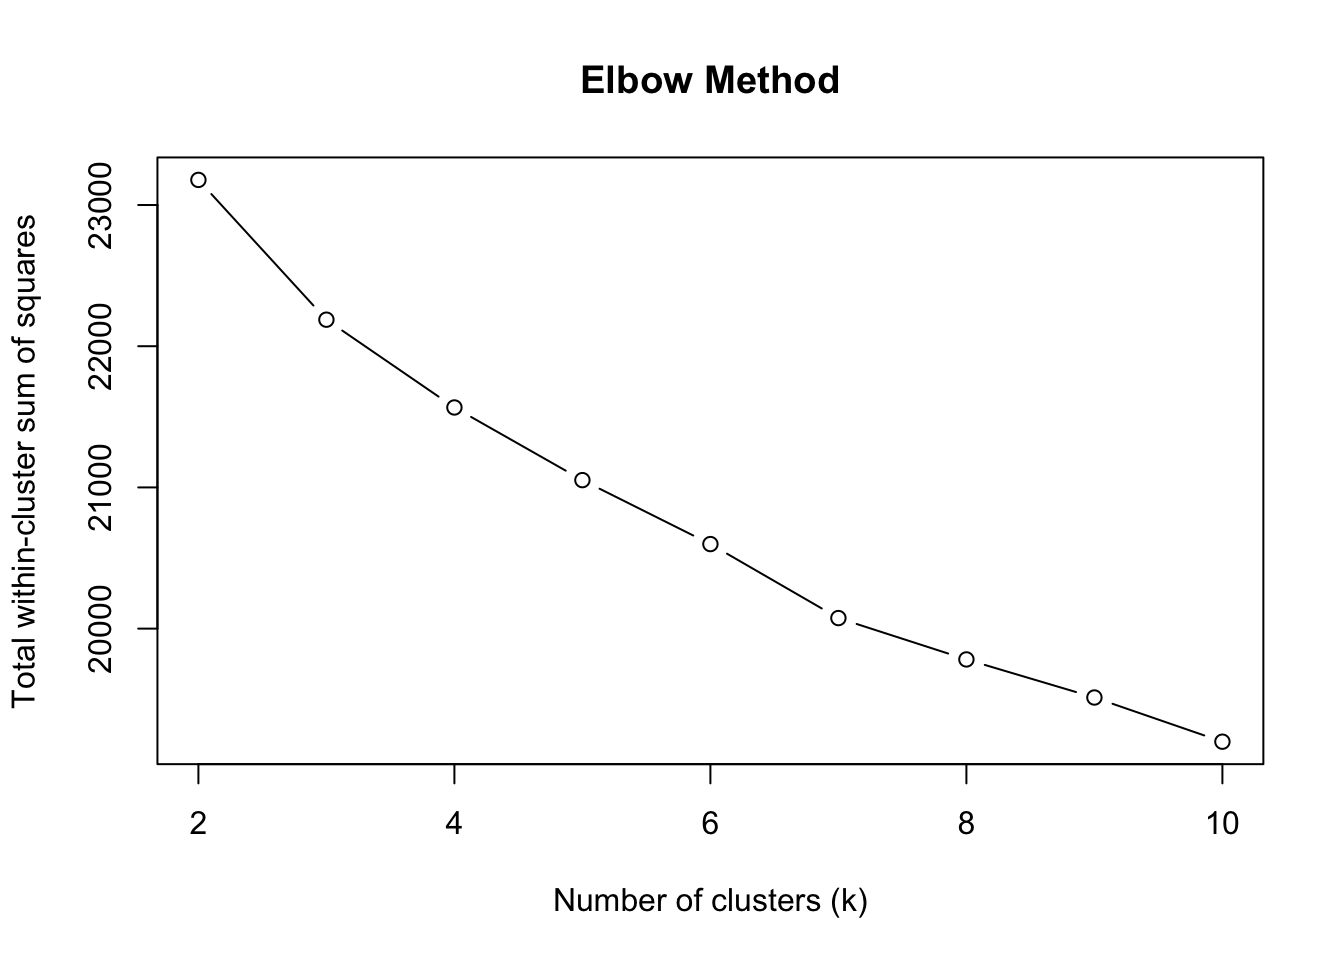 Elbow Method
Total within-cluster sum of squares
23000
22000
21000
20000
2 4 6 8 10
Number of clusters (k)